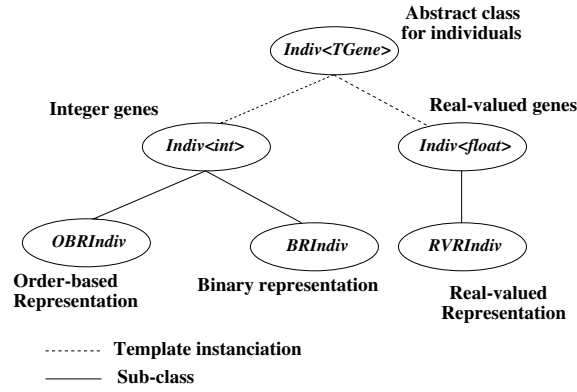 Abstract class
for individuals
Indiv<TGene>
Integer genes
Real-valued genes
Indiv<int>
Indiv<float>
OBRIndiv
BRIndiv
RVRIndiv
Order-based
Representation
Binary representation
Real-valued
Representation
Template instanciation
Sub-class